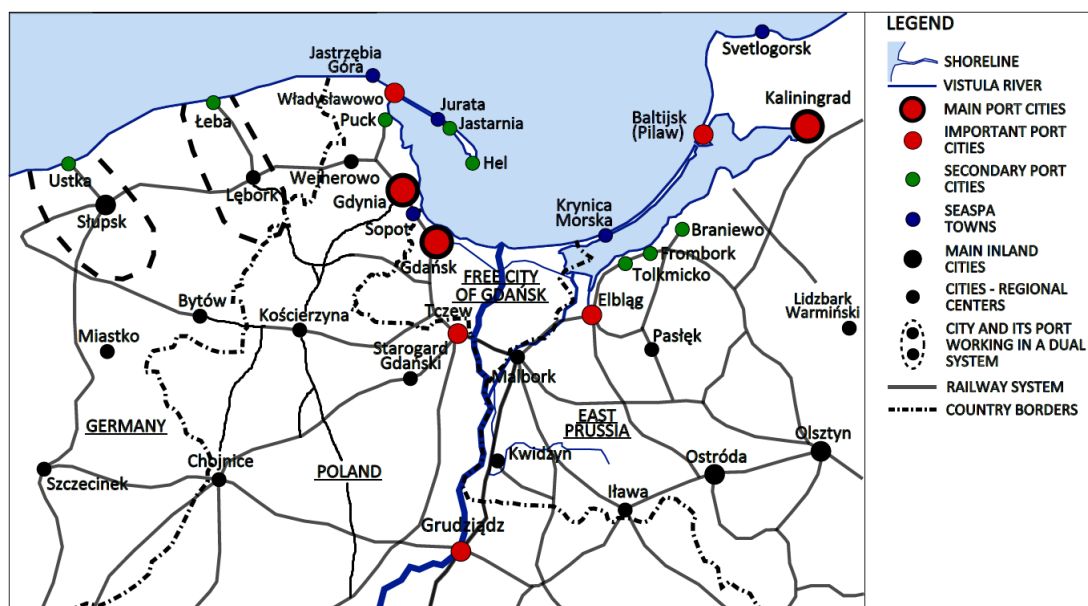 Jastrzębia
Góra
Władysławowo
Puck
Jurata
Jastarnia
Hel
Łeba
Ustka
Wejherowo
Lębork
Gdynia
Słupsk
Sopot
Gdańsk
Svetlogorsk
Kaliningrad
Baltijsk
(Pilaw)
Krynica
Morska
Braniewo
Frombork
Tolkmicko
FREE CITY
OF GDAŃSK
Elbląg
Lidzbark
Warmiński
Bytów
Kościerzyna
Tczew
Miastko
Starogard
Gdański
Malbork
Pasłęk
GERMANY
EAST
PRUSSIA
Olsztyn
Chojnice
POLAND
Kwidzyn
Ostróda
Szczecinek
Iława
Grudziądz
LEGEND
SHORELINE
VISTULA RIVER
MAIN PORT CITIES
IMPORTANT PORT
CITIES
SECONDARY PORT
CITIES
SEASPA
TOWNS
MAIN INLAND
CITIES
CITIES - REGIONAL
CENTERS
CITY AND ITS PORT
WORKING IN A DUAL
SYSTEM
RAILWAY SYSTEM
COUNTRY BORDERS